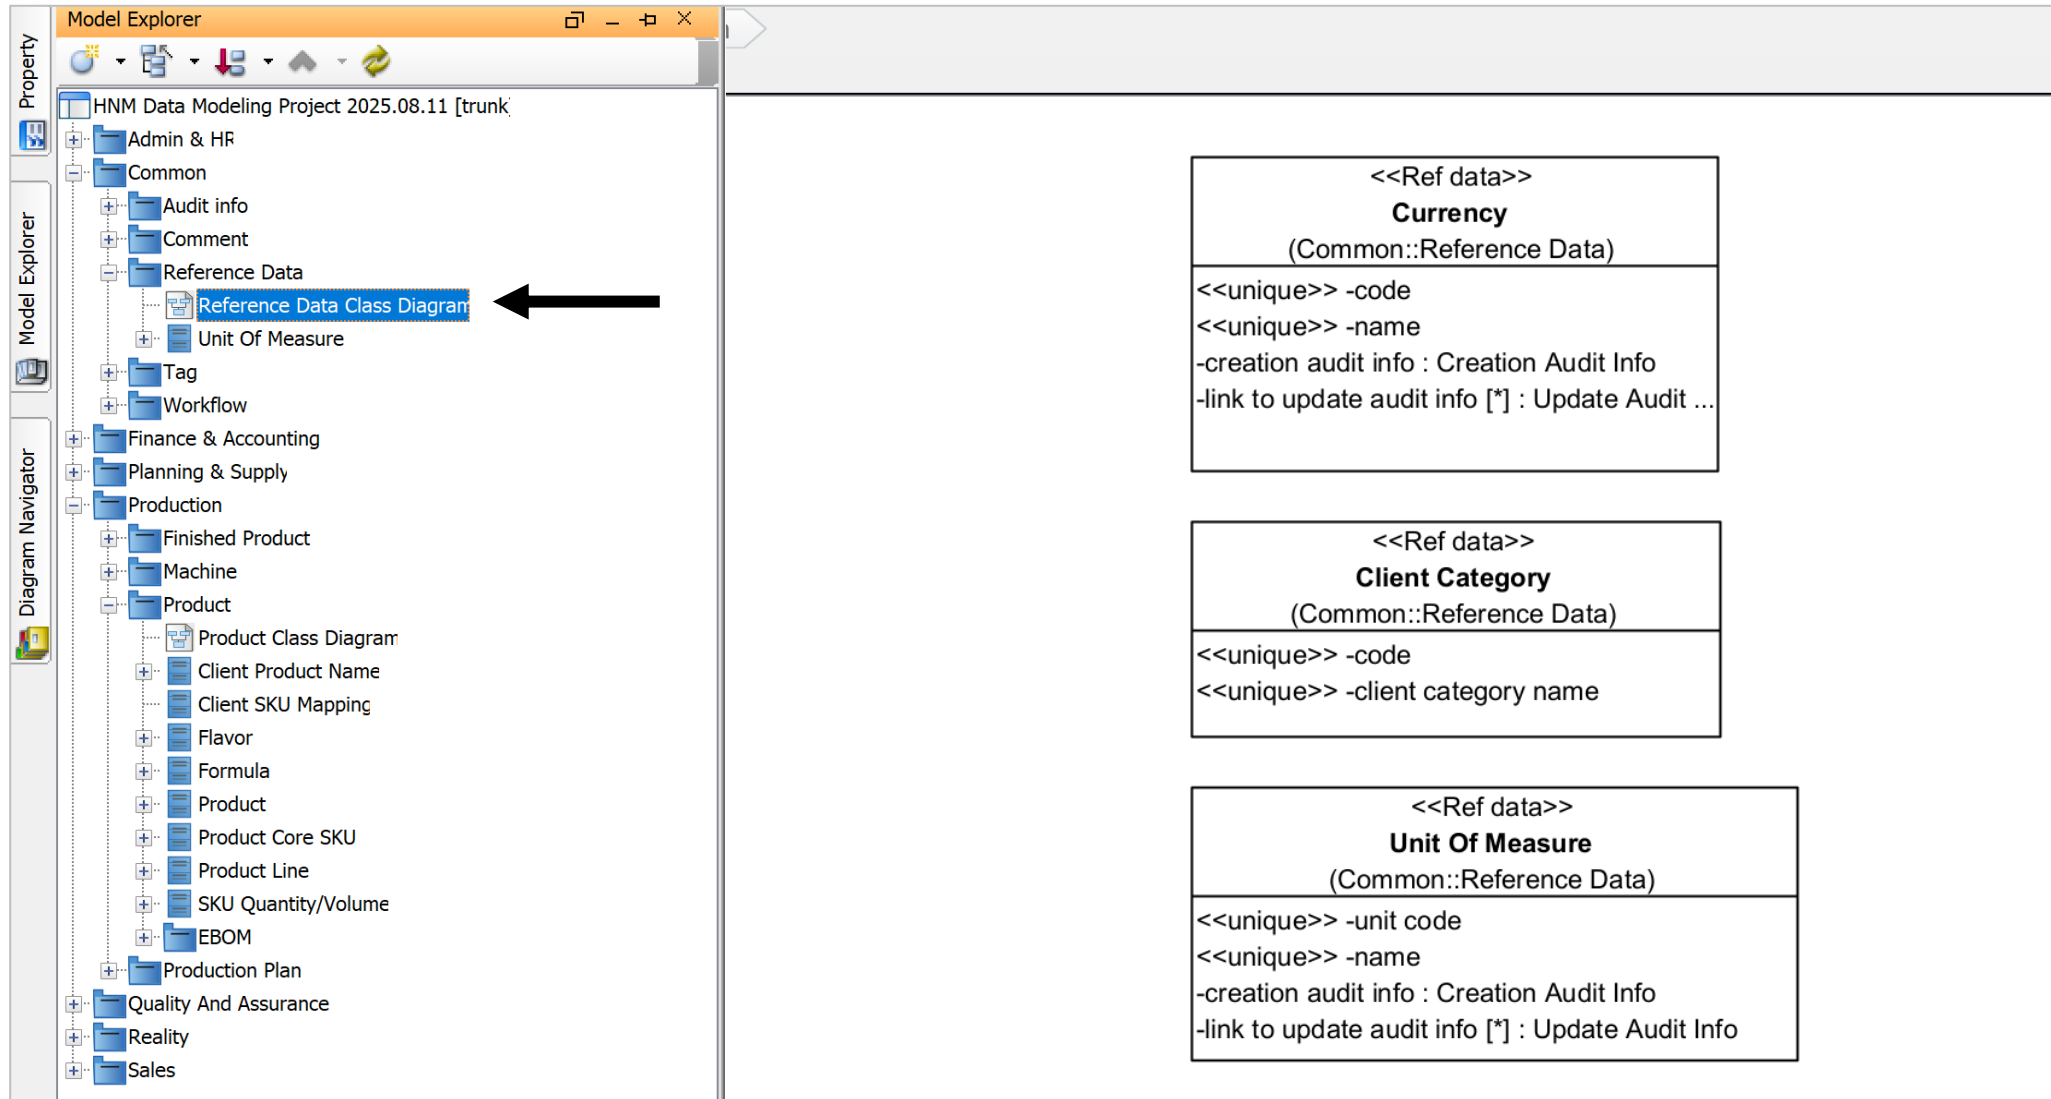 Model Explorer
Property
Model Explorer
Diagram Navigator
HNM Data Modeling Project 2025.08.11 [trunk]
Admin & HR
Common
Audit info
Comment
Reference Data
Reference Data Class Diagram
Unit Of Measure
Tag
Workflow
Finance & Accounting
Planning & Supply
Production
Finished Product
Machine
Product
Product Class Diagram
Client Product Name
Client SKU Mapping
Flavor
Formula
Product
Product Core SKU
Product Line
SKU Quantity/Volume
EBOM
Production Plan
Quality And Assurance
Reality
Sales
<<Ref data>>
Currency
(Common::Reference Data)
<<unique>> -code
<<unique>> -name
-creation audit info : Creation Audit Info
-link to update audit info [*] : Update Audit ...
<<Ref data>>
Client Category
(Common::Reference Data)
<<unique>> -code
<<unique>> -client category name
<<Ref data>>
Unit Of Measure
(Common::Reference Data)
<<unique>> -unit code
<<unique>> -name
-creation audit info : Creation Audit Info
-link to update audit info [*] : Update Audit Info